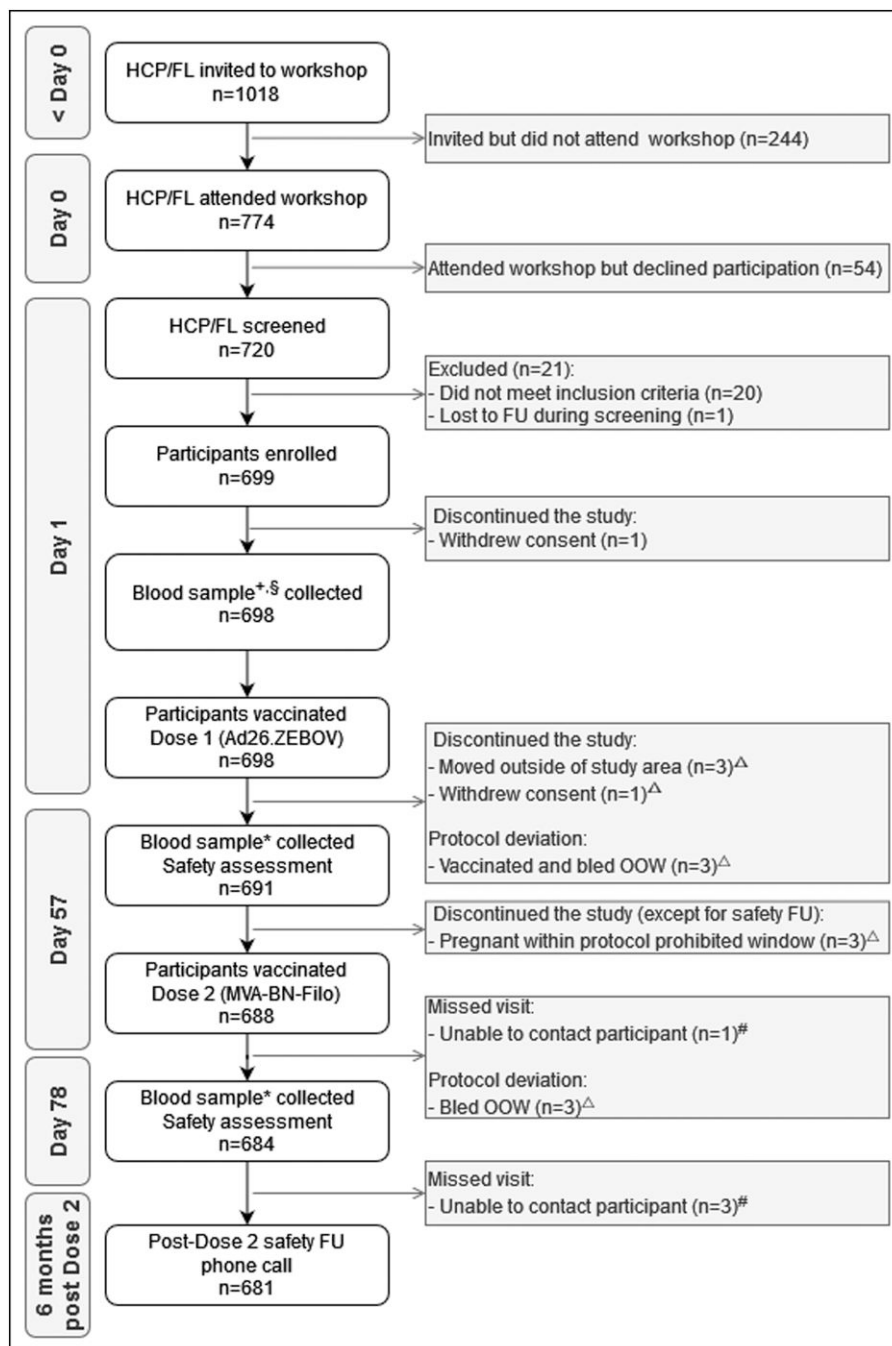 < Day 0
HCP/FL invited to workshop
n=1018
Invited but did not attend workshop (n=244)
Day 0
HCP/FL attended workshop
n=774
Attended workshop but declined participation (n=54)
Day 1
HCP/FL screened
n=720
Excluded (n=21):
- Did not meet inclusion criteria (n=20)
- Lost to FU during screening (n=1)
Participants enrolled
n=699
Discontinued the study:
- Withdrew consent (n=1)
Blood sample⁺,§ collected
n=698
Participants vaccinated
Dose 1 (Ad26.ZEBOV)
n=698
Discontinued the study:
- Moved outside of study area (n=3)△
- Withdrew consent (n=1)△
Protocol deviation:
- Vaccinated and bled OOW (n=3)△
Day 57
Blood sample* collected
Safety assessment
n=691
Discontinued the study (except for safety FU):
- Pregnant within protocol prohibited window (n=3)△
Participants vaccinated
Dose 2 (MVA-BN-Filo)
n=688
Missed visit:
- Unable to contact participant (n=1)#
Protocol deviation:
- Bled OOW (n=3)△
Day 78
Blood sample* collected
Safety assessment
n=684
Missed visit:
- Unable to contact participant (n=3)#
6 months
post Dose 2
Post-Dose 2 safety FU
phone call
n=681